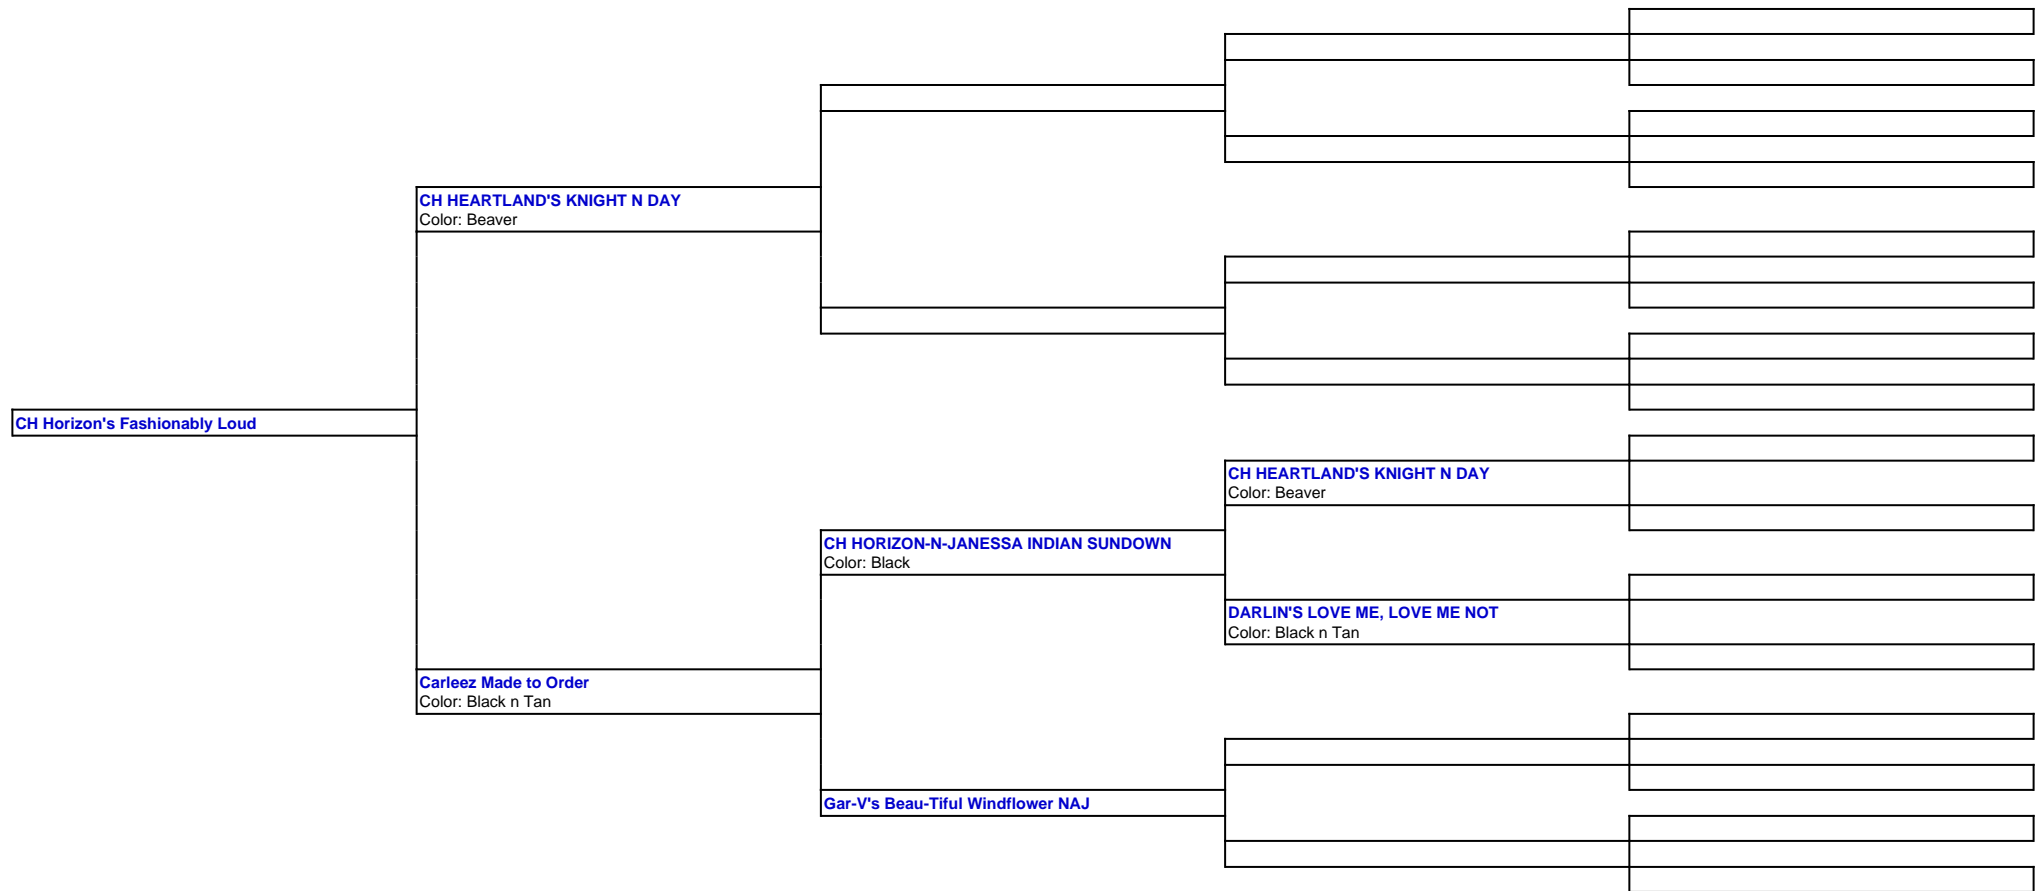 CH HEARTLAND'S KNIGHT N DAY
Color: Beaver
CH Horizon's Fashionably Loud
CH HEARTLAND'S KNIGHT N DAY
Color: Beaver
CH HORIZON-N-JANESSA INDIAN SUNDOWN
Color: Black
DARLIN'S LOVE ME, LOVE ME NOT
Color: Black n Tan
Carleez Made to Order
Color: Black n Tan
Gar-V's Beau-Tiful Windflower NAJ